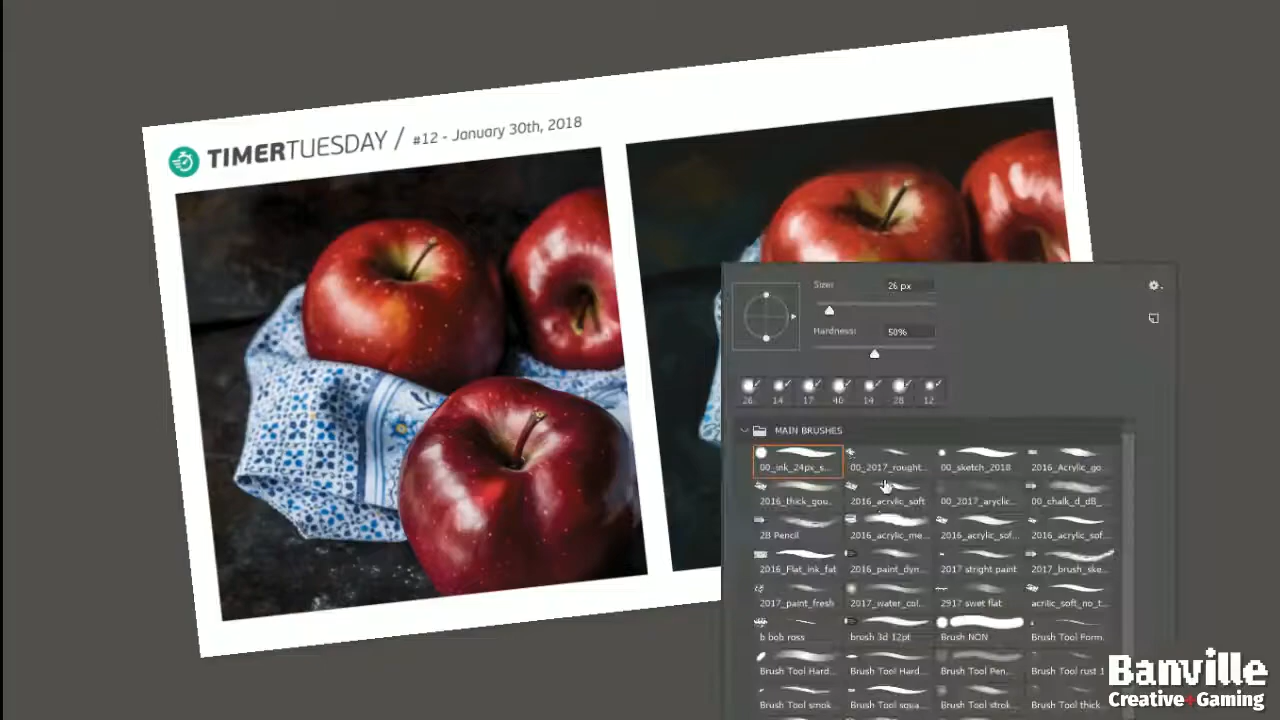 TIMERTUESDAY / #12 - January 30th, 2018
Size: 26 px
Hardness: 50%
26 14 17 40 14 28 12
MAIN BRUSHES
00_ink_24px_s... 00_2017_rought... 00_sketch_2018 2016_Acrylic_go...
2016_thick_gou... 2016_acrylic_soft 00_2017_aryclic... 00_chalk_d_dB_
2B Pencil 2016_acrylic_me... 2016_acrylic_sof... 2016_acrylic_sof...
2016_Flat_ink_fat 2016_paint_dyn... 2017 stright paint 2017_brush_ske...
2017_paint_fresh 2017_water_col... 2917 swet flat acrilic_soft_no_t...
b bob ross brush 3d 12pt Brush NON Brush Tool Form
Brush Tool Hard... Brush Tool Hard... Brush Tool Pen... Brush Tool rust 1
Brush Tool smok Brush Tool squa... Brush Tool strok Brush Tool thick
Banville
Creative+Gaming